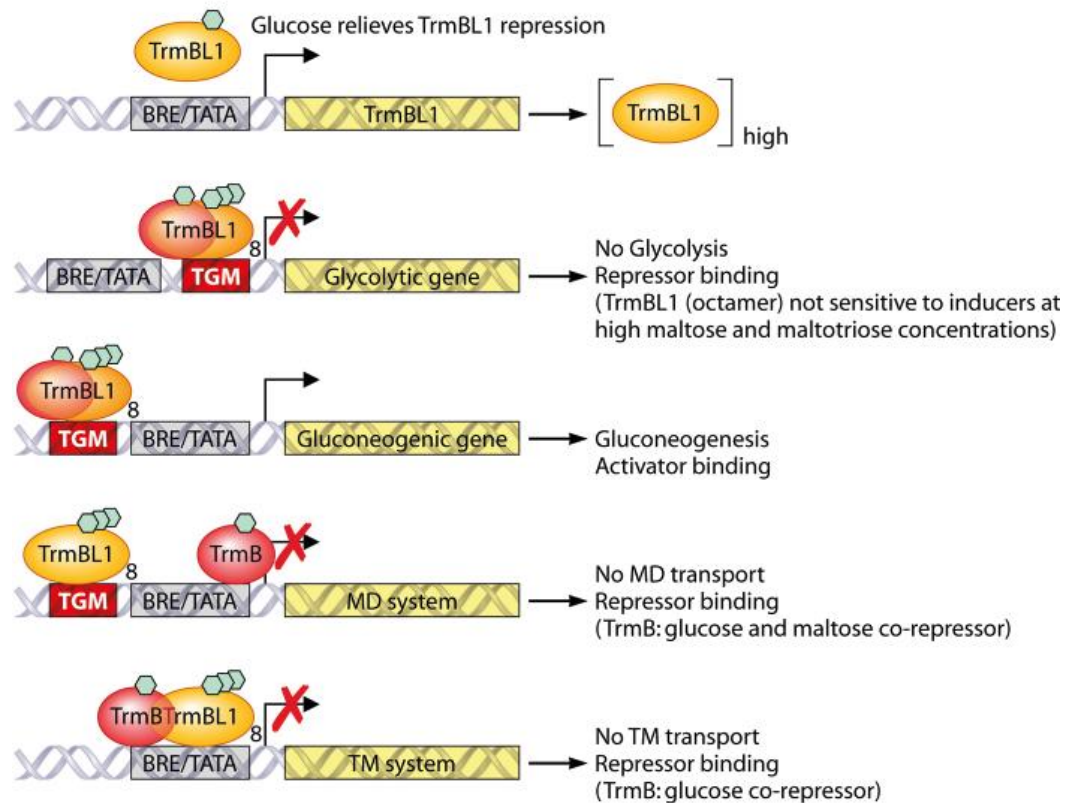 Glucose relieves TrmBL1 repression
TrmBL1
BRE/TATA
TrmBL1
TrmBL1
high
TrmBL1
8
BRE/TATA
TGM
Glycolytic gene
No Glycolysis
Repressor binding
(TrmBL1 (octamer) not sensitive to inducers at
high maltose and maltotriose concentrations)
TrmBL1
8
TGM
BRE/TATA
Gluconeogenic gene
Gluconeogenesis
Activator binding
TrmBL1
8
TrmB
TGM
BRE/TATA
MD system
No MD transport
Repressor binding
(TrmB: glucose and maltose co-repressor)
TrmB
TrmBL1
8
BRE/TATA
TM system
No TM transport
Repressor binding
(TrmB: glucose co-repressor)